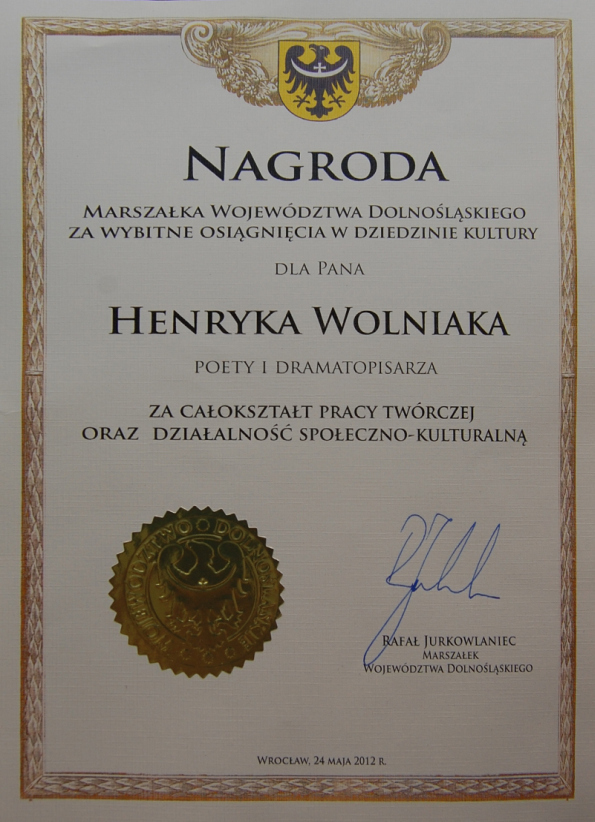 NAGRODA
MARSZAŁKA WOJEWÓDZTWA DOLNOŚLĄSKIEGO
ZA WYBITNE OSIĄGNIĘCIA W DZIEDZINIE KULTURY
DLA PANA
HENRYKA WOLNIAKA
POETY I DRAMATOPISARZA
ZA CAŁOKSZTAŁT PRACY TWÓRCZEJ
ORAZ DZIAŁALNOŚĆ SPOŁECZNO-KULTURALNĄ
RAFAŁ JURKOWLANIEC
MARSZAŁEK
WOJEWÓDZTWA DOLNOŚLĄSKIEGO
WROCŁAW, 24 MAJA 2012 R.